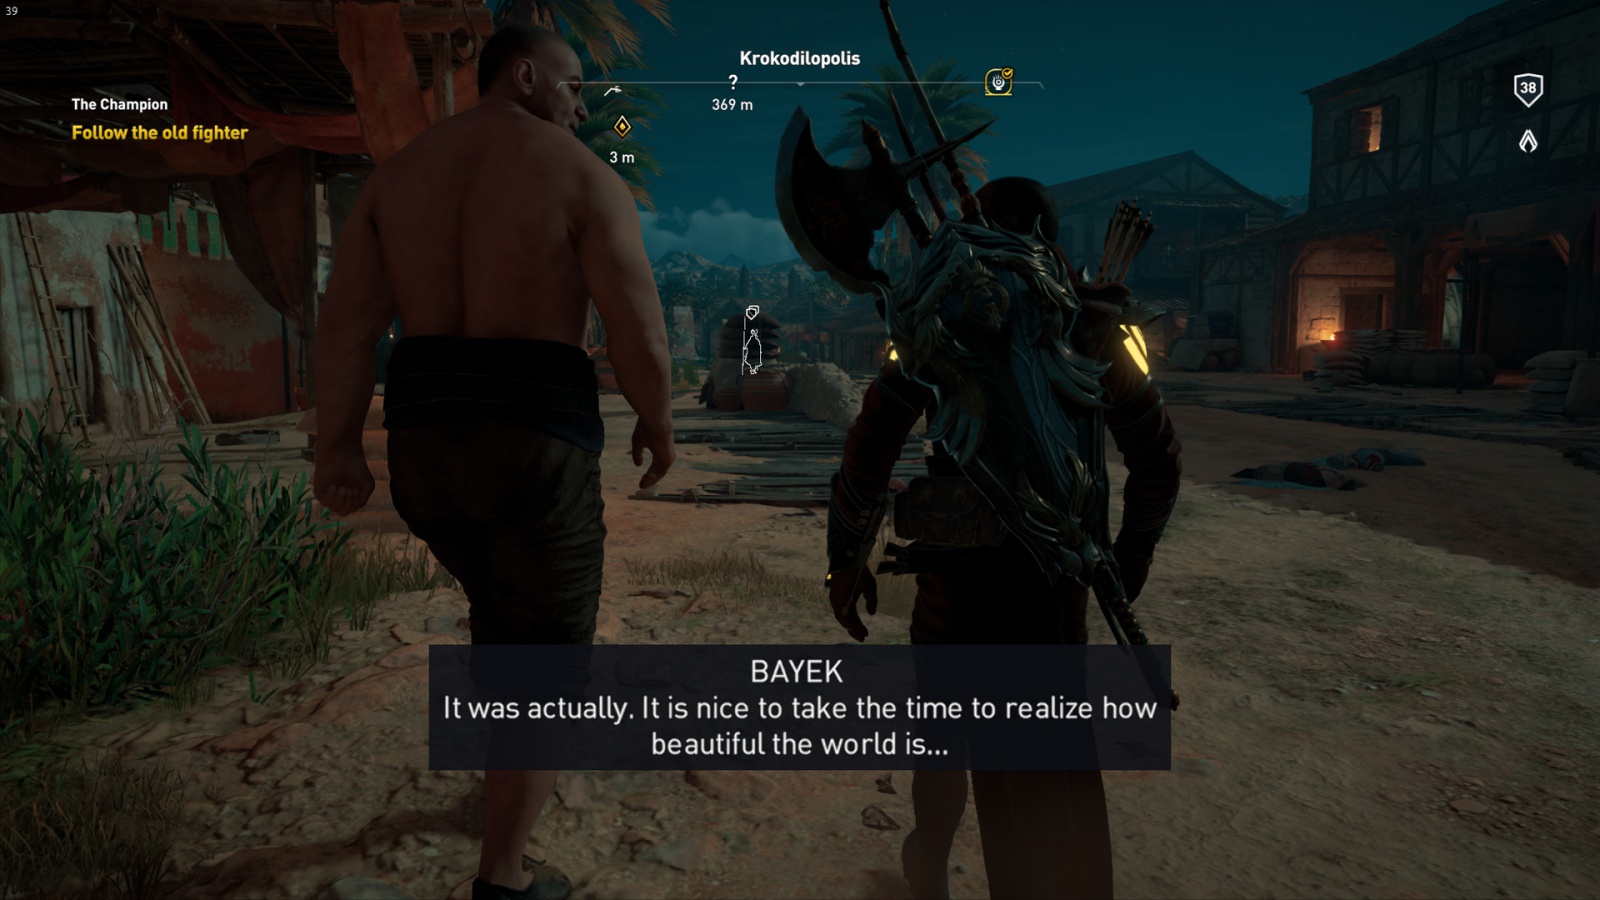 39
Krokodilopolis
?
E
369 m
The Champion
Follow the old fighter
3 m
38
BAYEK
It was actually. It is nice to take the time to realize how
beautiful the world is...